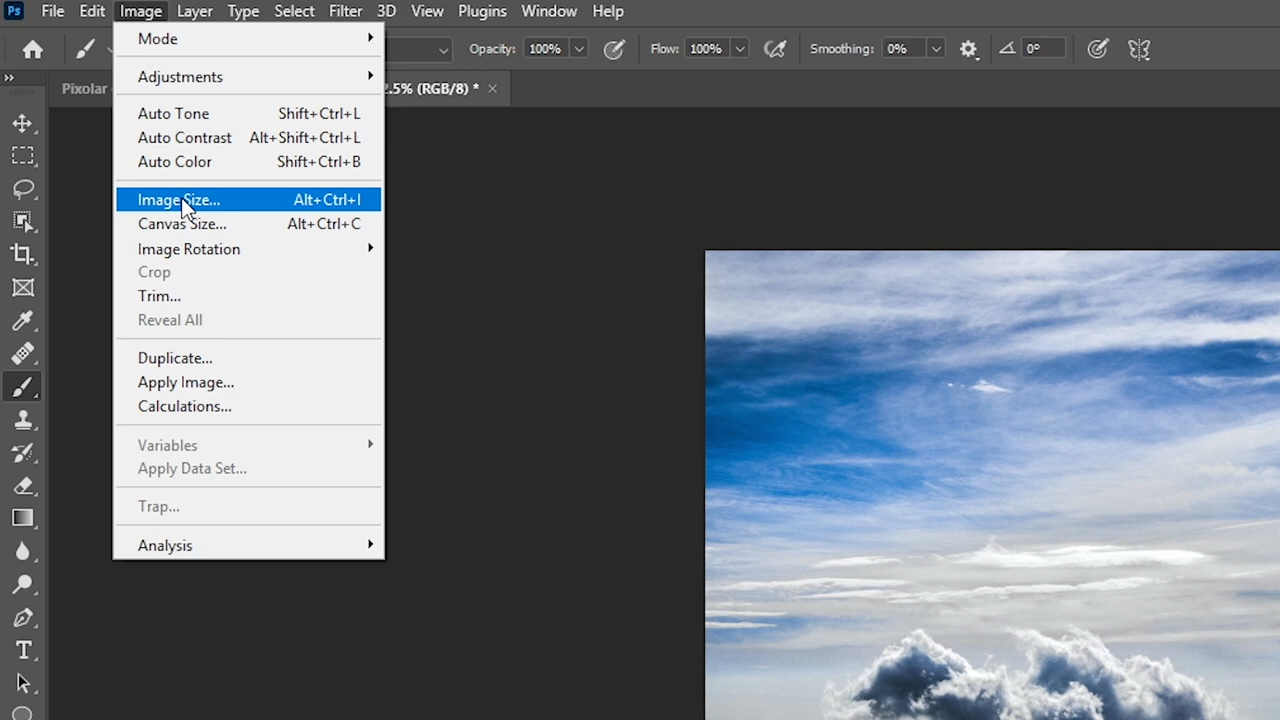 Ps File Edit Image Layer Type Select Filter 3D View Plugins Window Help
Opacity: 100% Flow: 100% Smoothing: 0% 0°
Pixolar 2.5% (RGB/8) *
Mode
Adjustments
Auto Tone Shift+Ctrl+L
Auto Contrast Alt+Shift+Ctrl+L
Auto Color Shift+Ctrl+B
Image Size... Alt+Ctrl+I
Canvas Size... Alt+Ctrl+C
Image Rotation
Crop
Trim...
Reveal All
Duplicate...
Apply Image...
Calculations...
Variables
Apply Data Set...
Trap...
Analysis